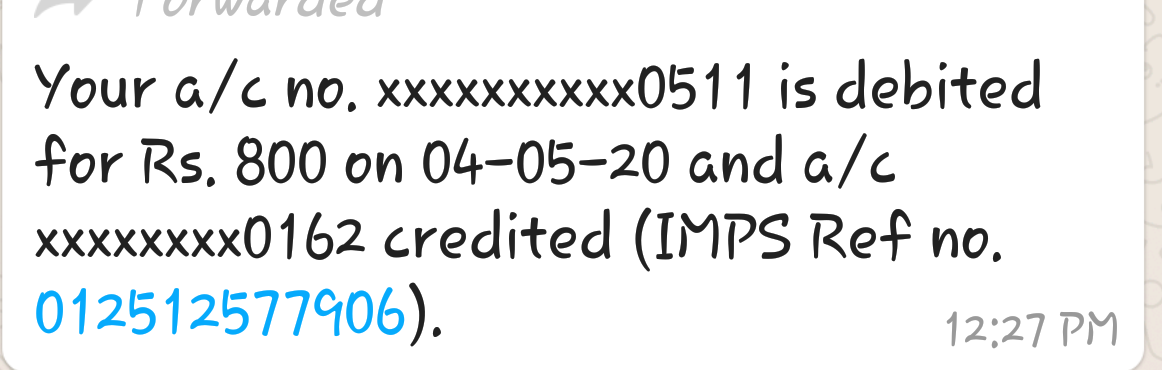 Forwarded
Your a/c no. xxxxxxxxxx0511 is debited
for Rs. 800 on 04-05-20 and a/c
xxxxxxxx0162 credited (IMPS Ref no.
012512577906).
12:27 PM